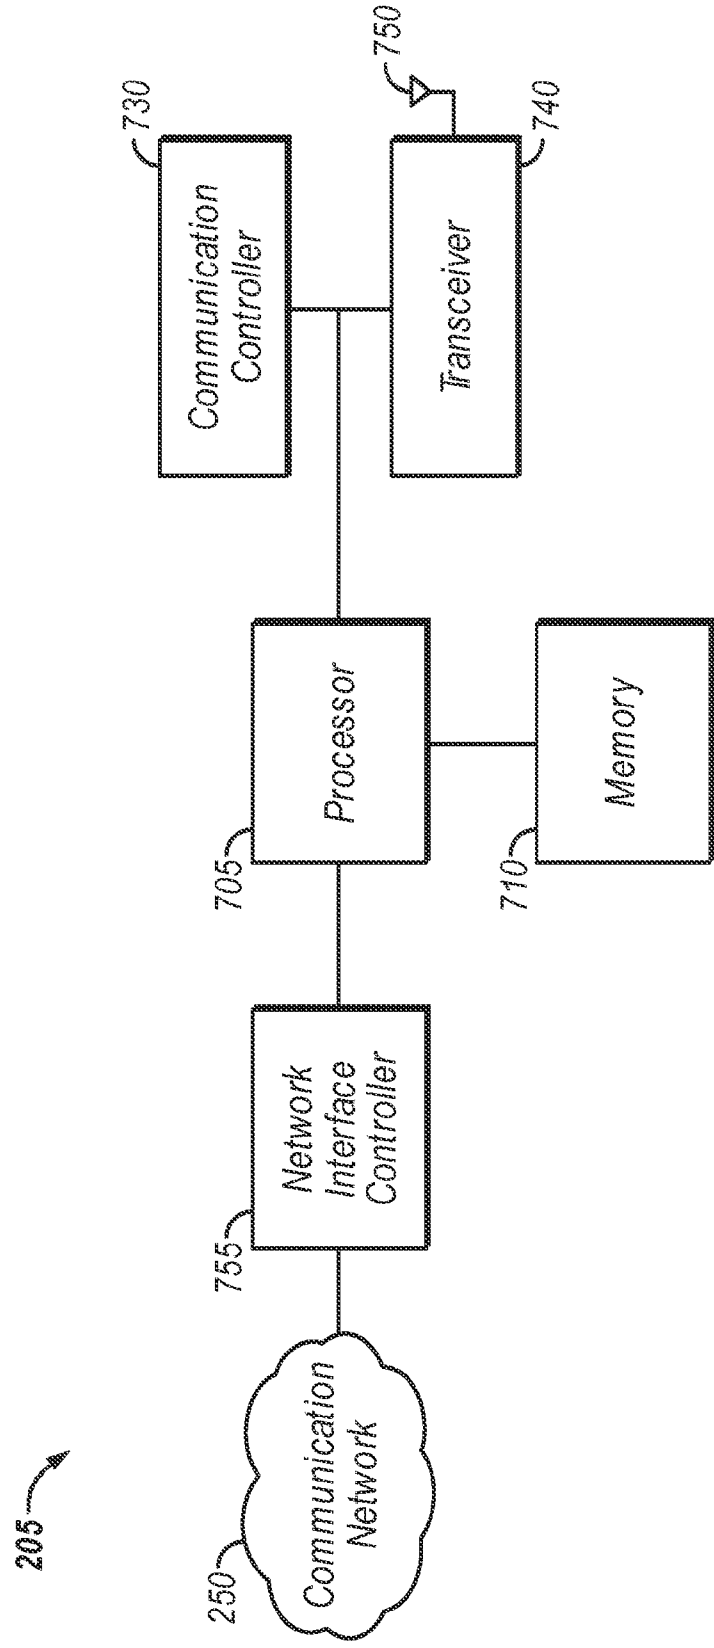 205
250
Communication
Network
755
Network
Interface
Controller
705
Processor
710
Memory
730
Communication
Controller
Transceiver
740
750